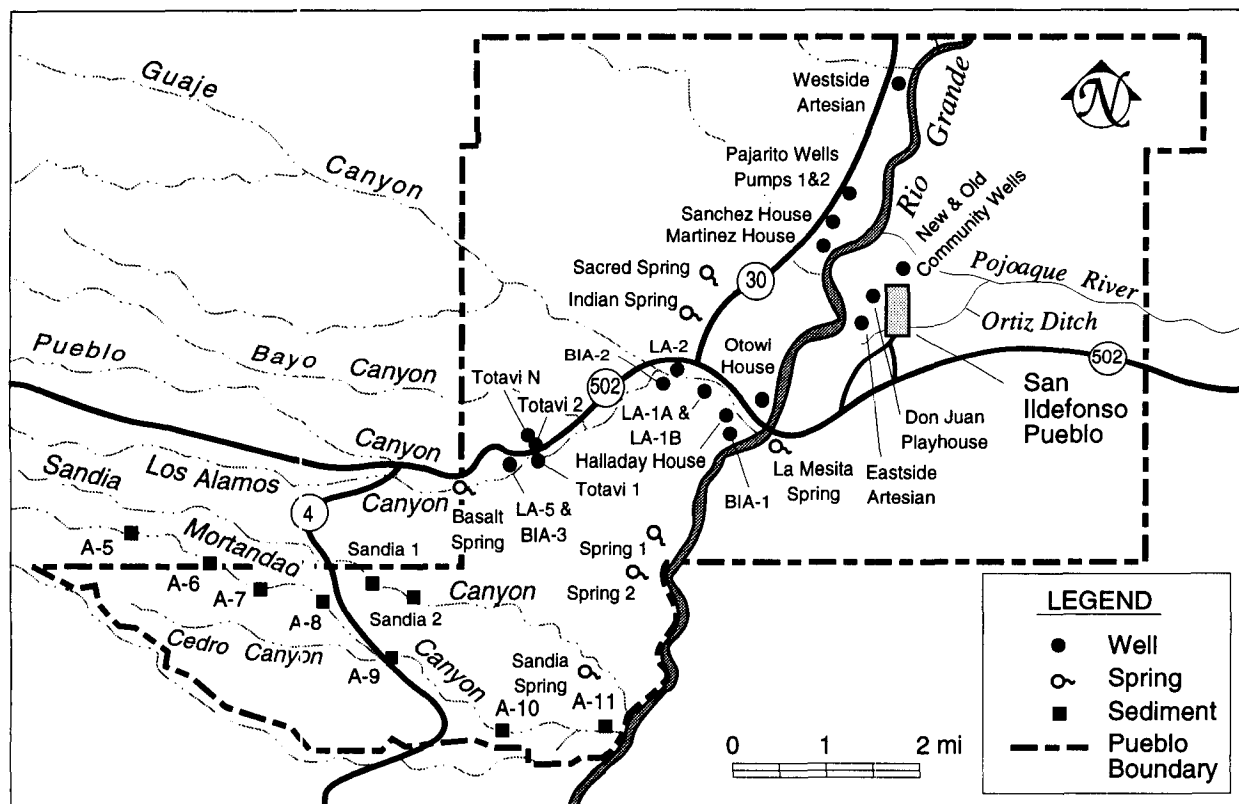 Guaje
Canyon
Westside
Artesian
Rio
Grande
N
Pajarito Wells
Pumps 1&2
Sanchez House
Martinez House
New & Old
Community Wells
Sacred Spring
Indian Spring
30
Pojoaque River
Ortiz Ditch
Pueblo
Bayo Canyon
BIA-2
LA-2
Otowi
House
502
502
Totavi N
Totavi 2
LA-1A &
LA-1B
Halladay House
San
Ildefonso
Pueblo
Don Juan
Playhouse
Canyon
Sandia
Los Alamos
Canyon
Totavi 1
BIA-1
La Mesita
Spring
Eastside
Artesian
4
Basalt
Spring
LA-5 &
BIA-3
Mortandad
A-5
A-6
A-7
A-8
Sandia 1
Sandia 2
Canyon
Spring 1
Spring 2
Cedro Canyon
A-9
Canyon
Sandia
Spring
A-10
A-11
LEGEND
Well
Spring
Sediment
Pueblo
Boundary
0 1 2 mi